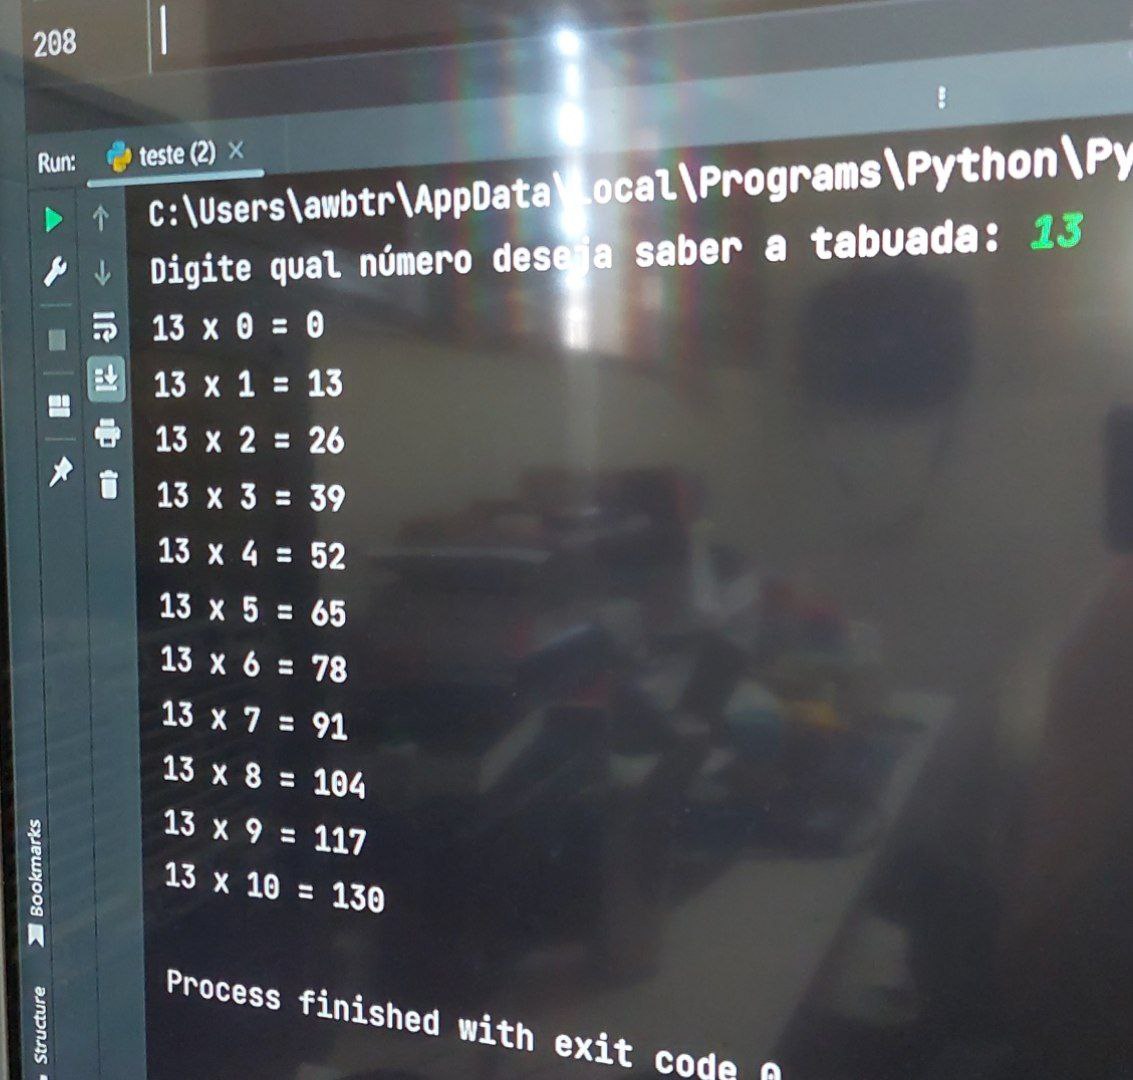 208
Run: teste (2)
C:\Users\awbtr\AppData\Local\Programs\Python\Py
Digite qual número deseja saber a tabuada: 13
13 x 0 = 0
13 x 1 = 13
13 x 2 = 26
13 x 3 = 39
13 x 4 = 52
13 x 5 = 65
13 x 6 = 78
13 x 7 = 91
13 x 8 = 104
13 x 9 = 117
13 x 10 = 130
Process finished with exit code 0
Bookmarks
Structure